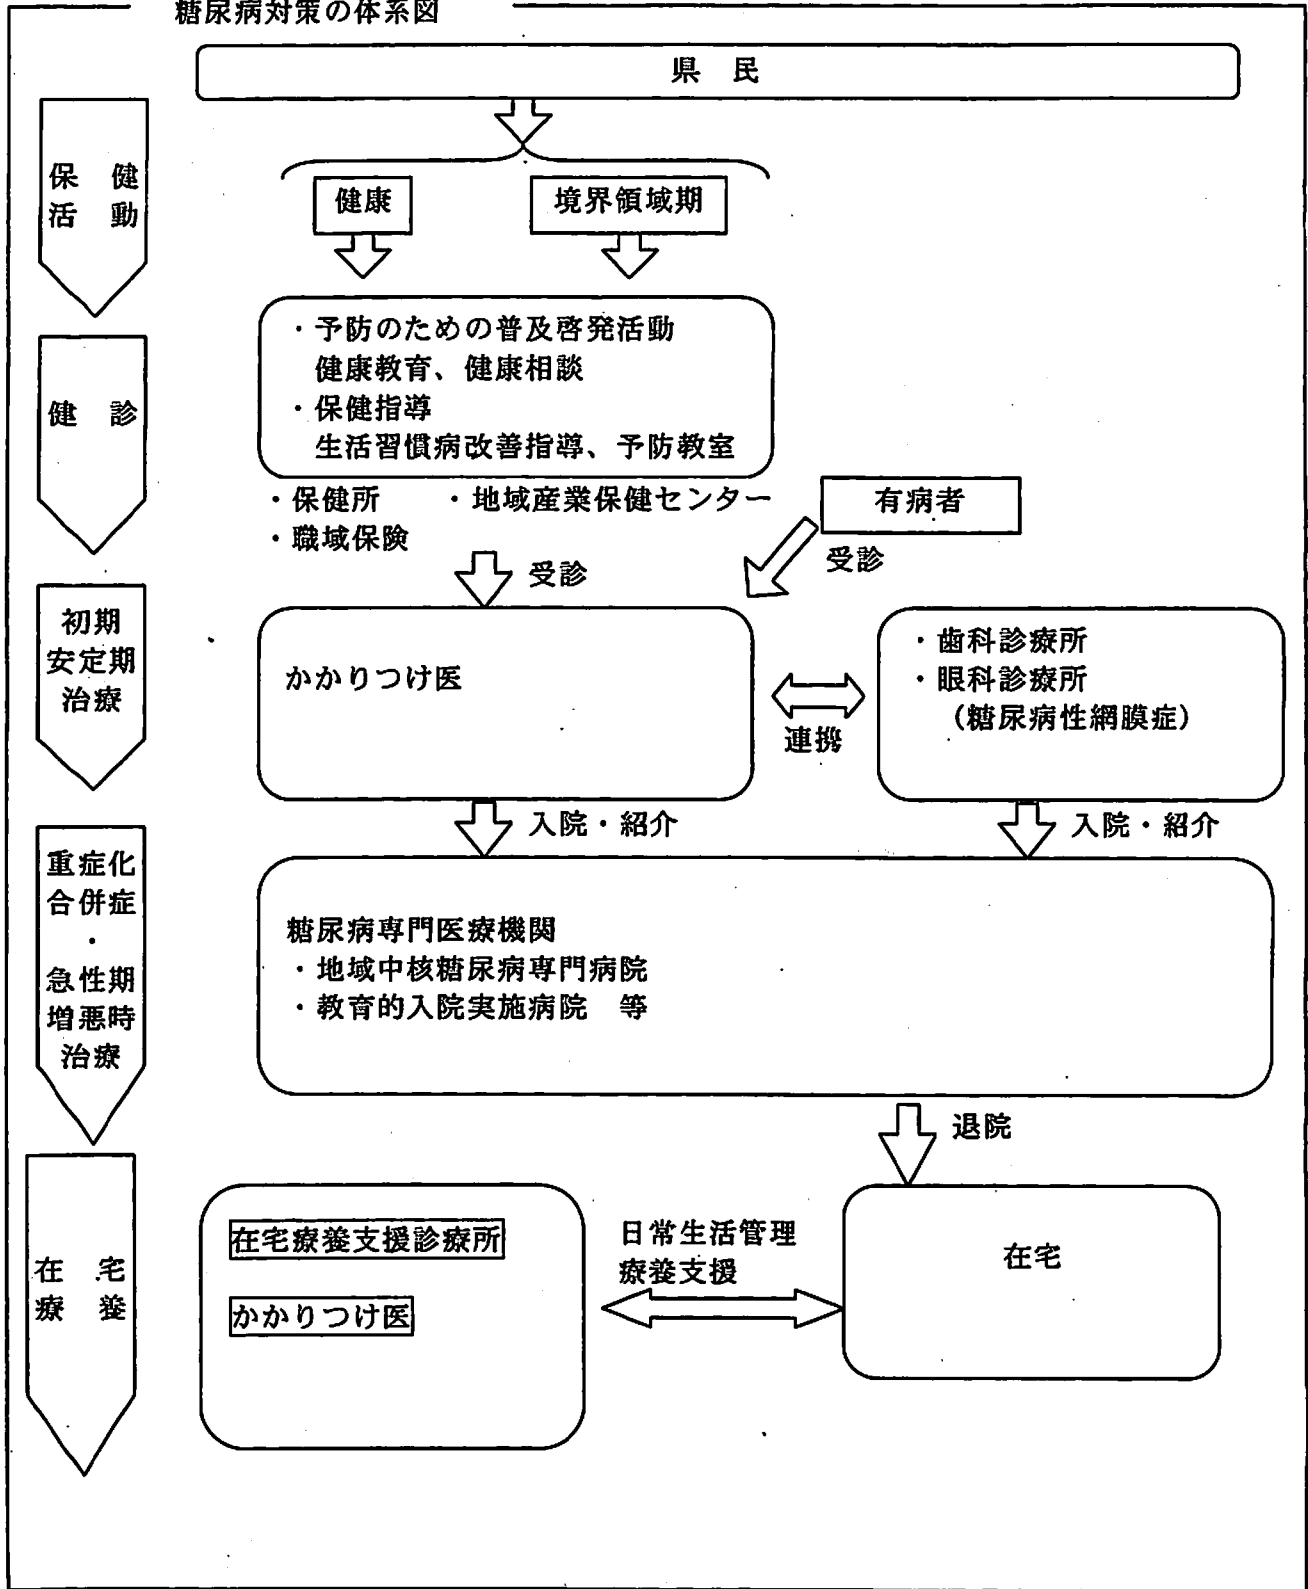 糖尿病対策の体系図
県　民
保　健
活　動
健康
境界領域期
・予防のための普及啓発活動
健康教育、健康相談
・保健指導
生活習慣病改善指導、予防教室
健　診
・保健所　・地域産業保健センター
・職域保険
有病者
受診
受診
初期
安定期
治療
かかりつけ医
連携
・歯科診療所
・眼科診療所
（糖尿病性網膜症）
入院・紹介
入院・紹介
重症化
合併症
・
急性期
増悪時
治療
糖尿病専門医療機関
・地域中核糖尿病専門病院
・教育的入院実施病院　等
退院
在　宅
療　養
在宅療養支援診療所
かかりつけ医
日常生活管理
療養支援
在宅